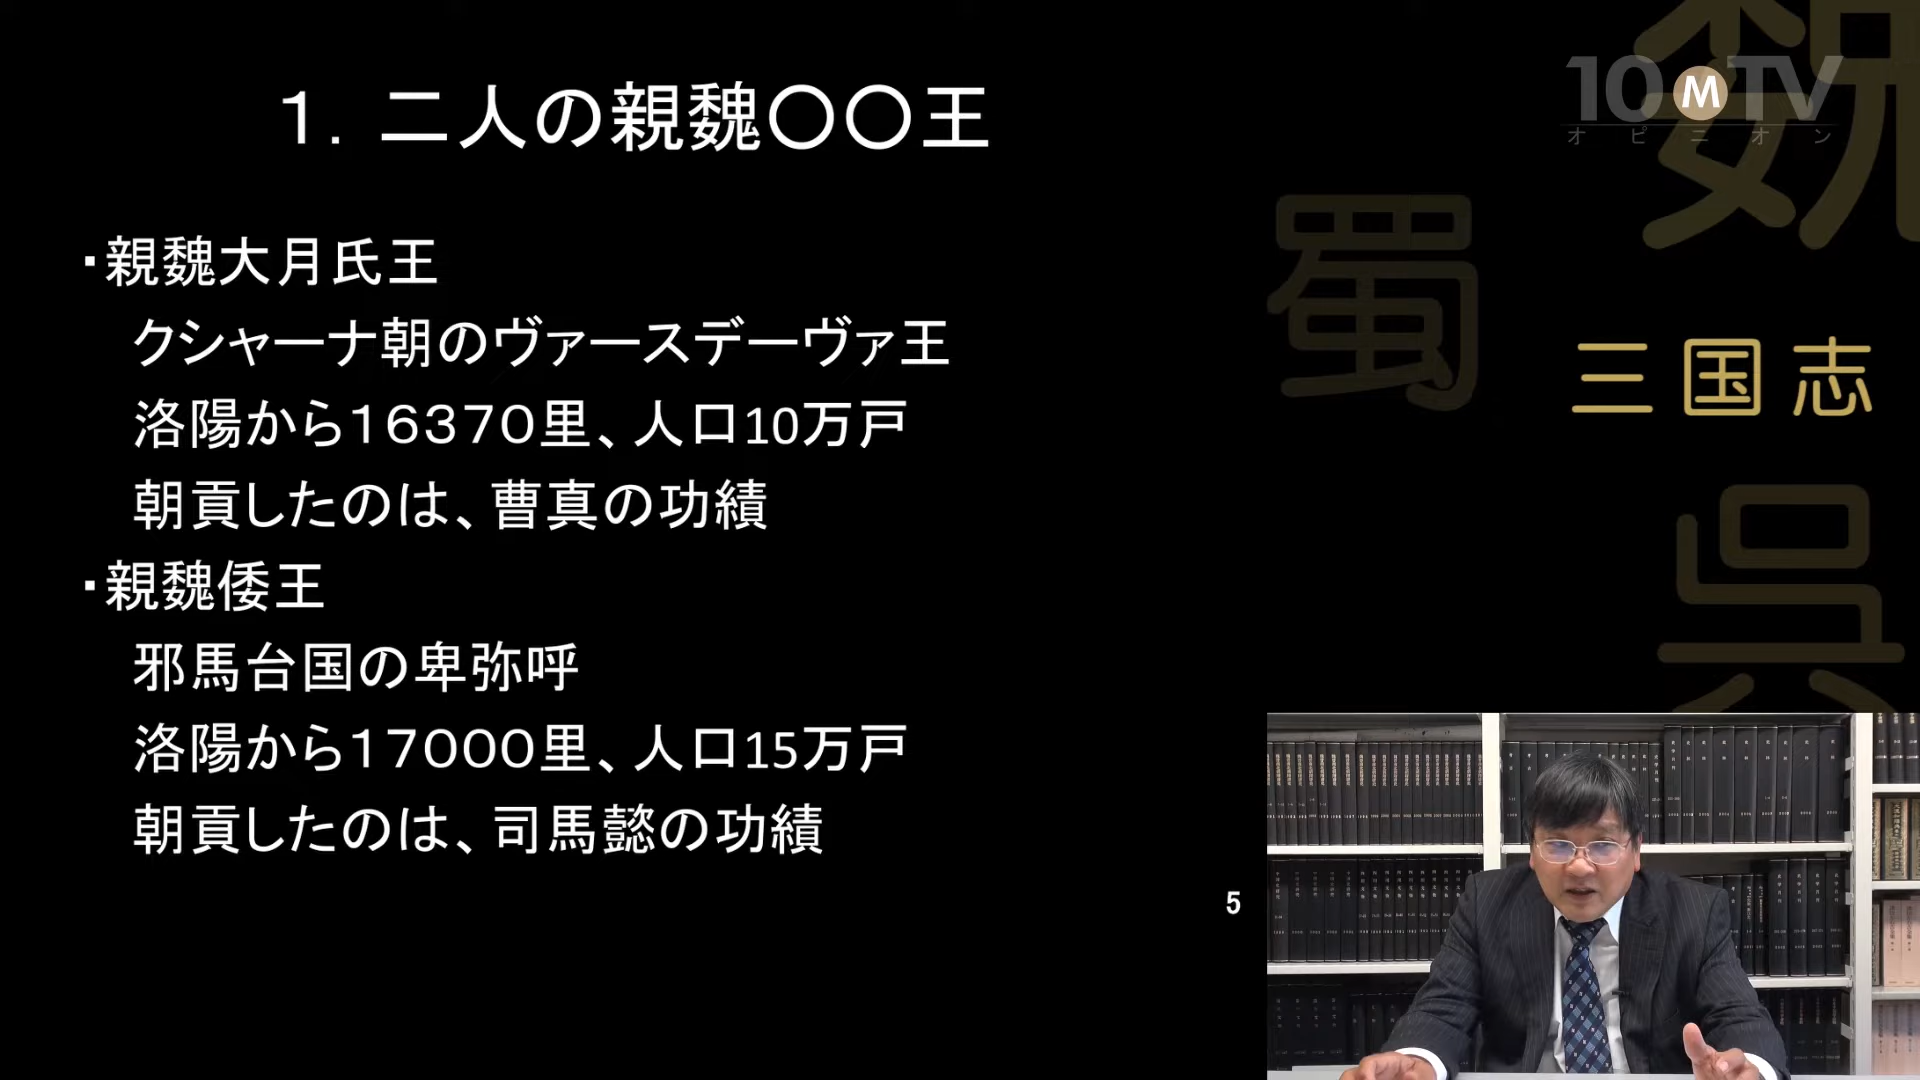 1．二人の親魏〇〇王
・親魏大月氏王
クシャーナ朝のヴァースデーヴァ王
洛陽から16370里、人口10万戸
朝貢したのは、曹真の功績
・親魏倭王
邪馬台国の卑弥呼
洛陽から17000里、人口15万戸
朝貢したのは、司馬懿の功績
5
10MTV
オピニオン
魏
蜀
三国志
呉